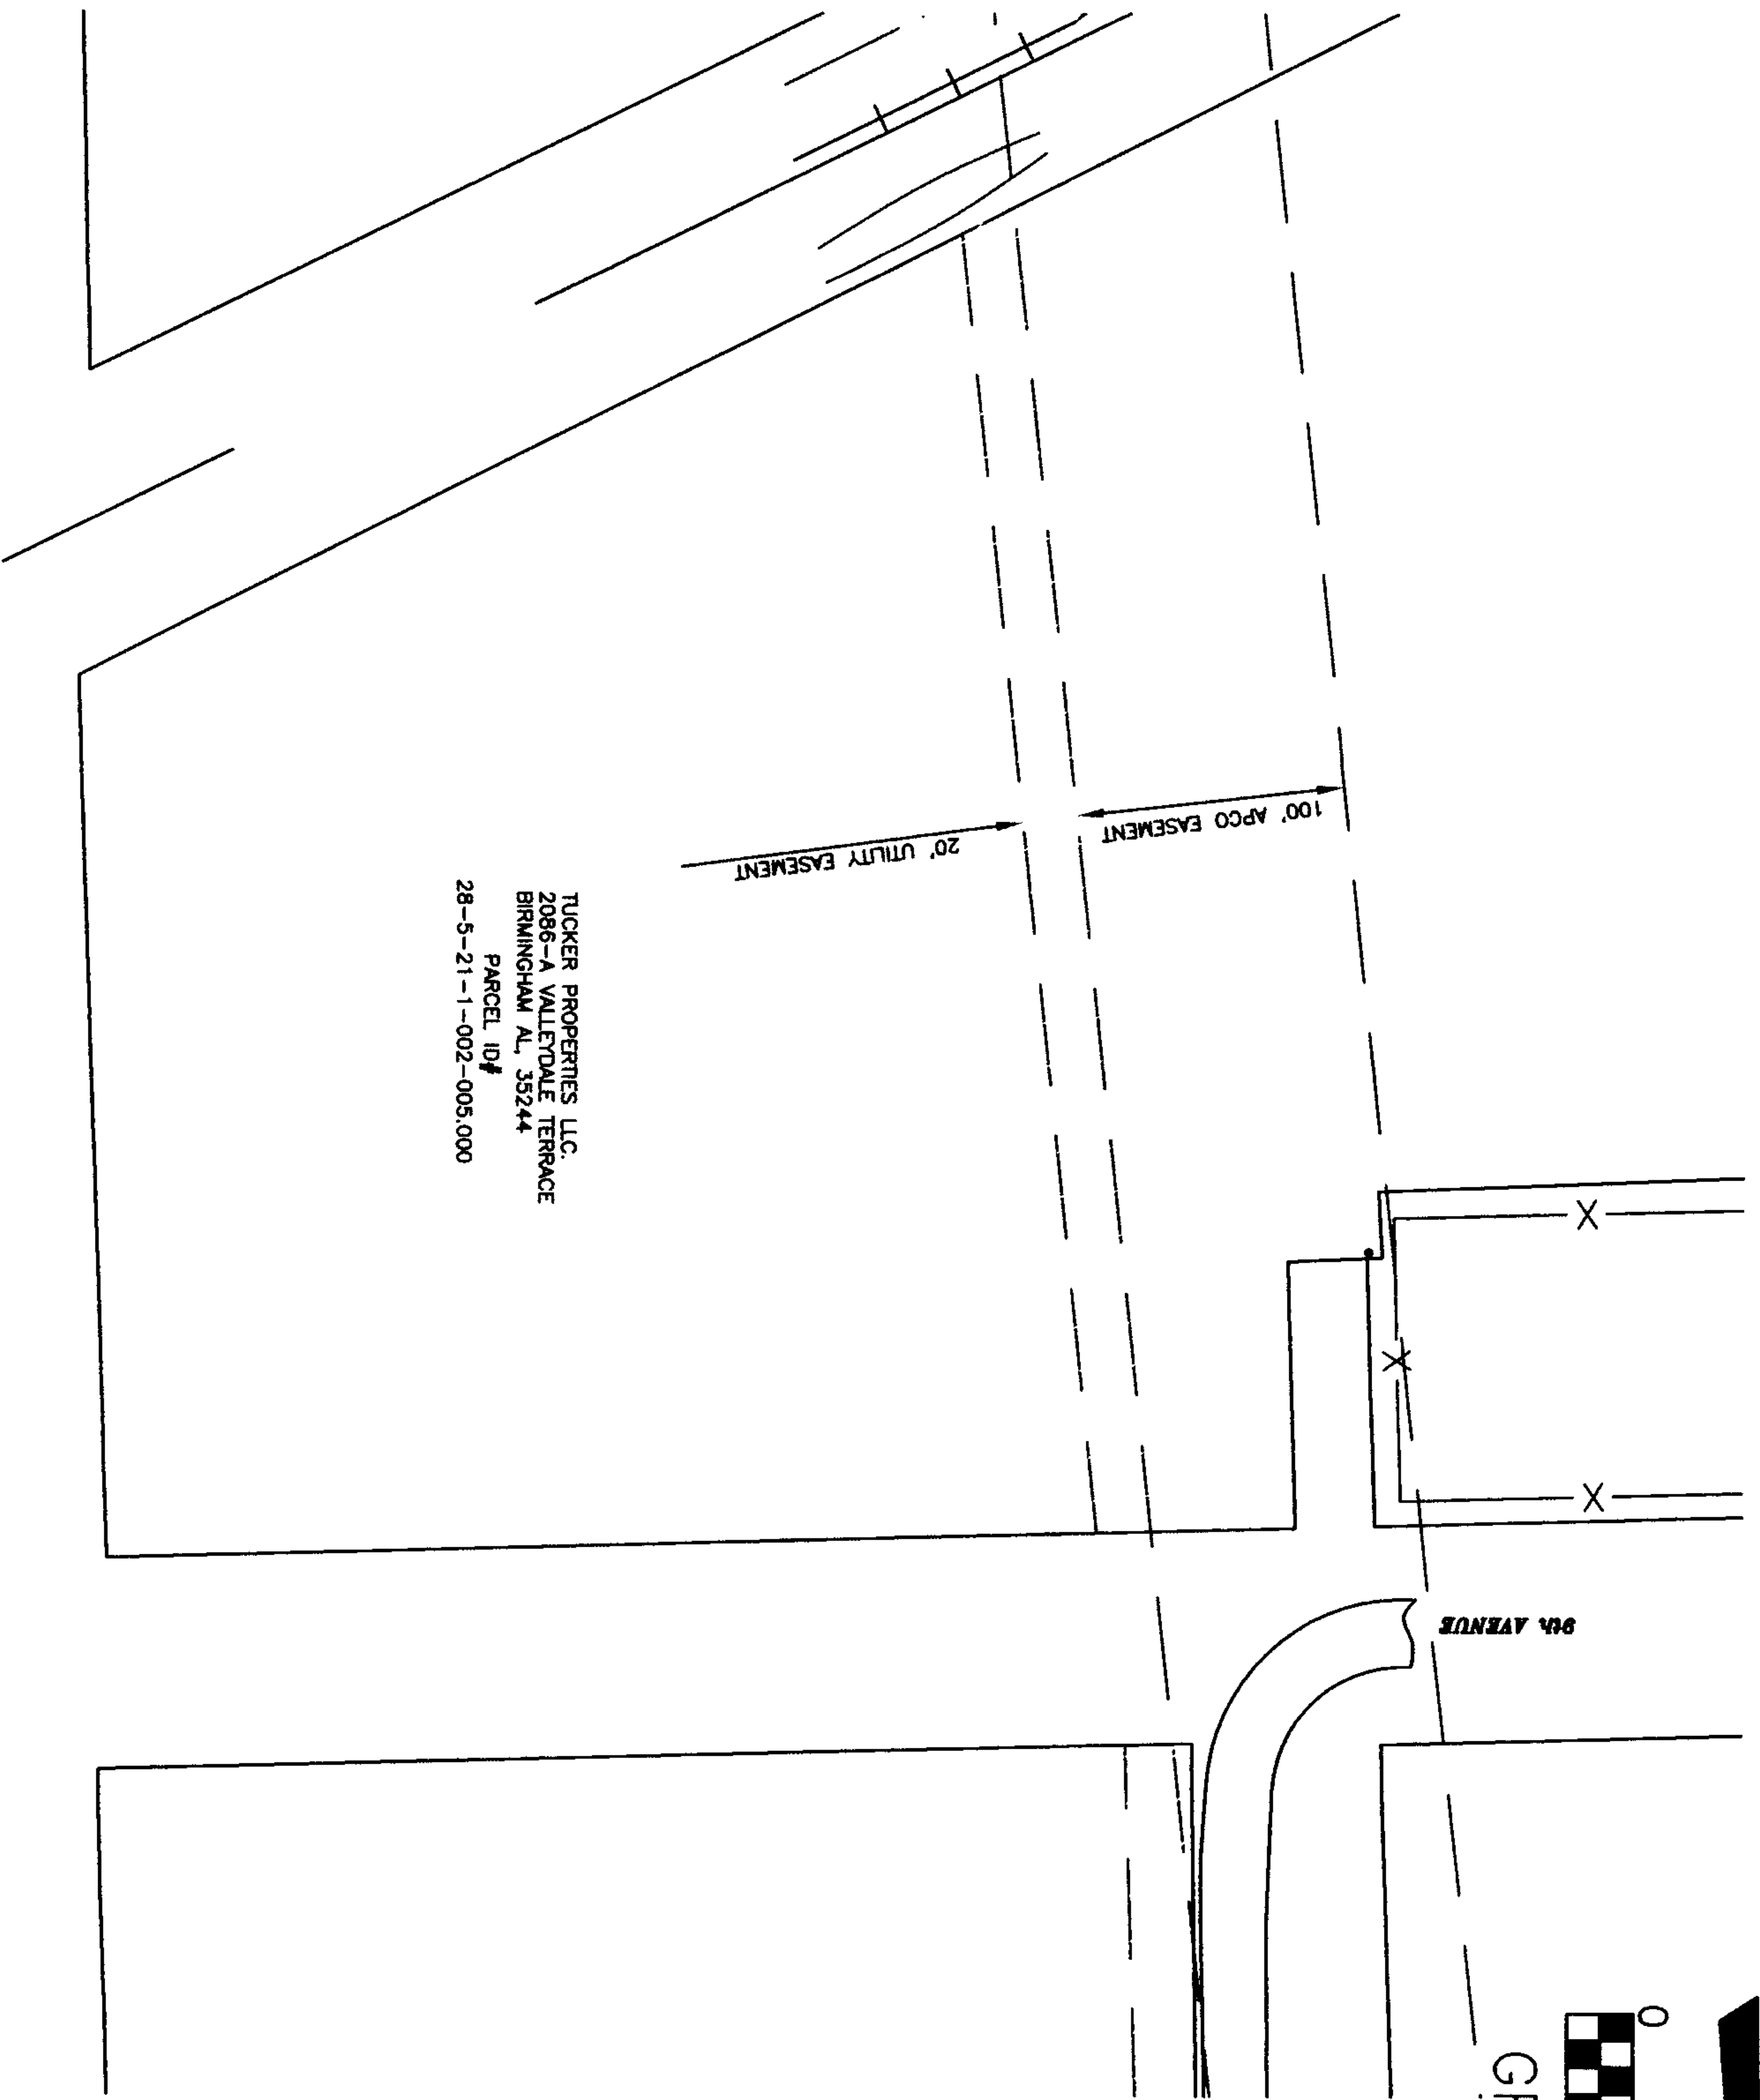 100' APCO EASEMENT
20' UTILITY EASEMENT
TUCKER PROPERTIES LLC.
2086-A VALLEYDALE TERRACE
BIRMINGHAM AL, 35244
PARCEL ID#
28-5-21-1-002-005.000
9th AVENUE
X
X
X
0